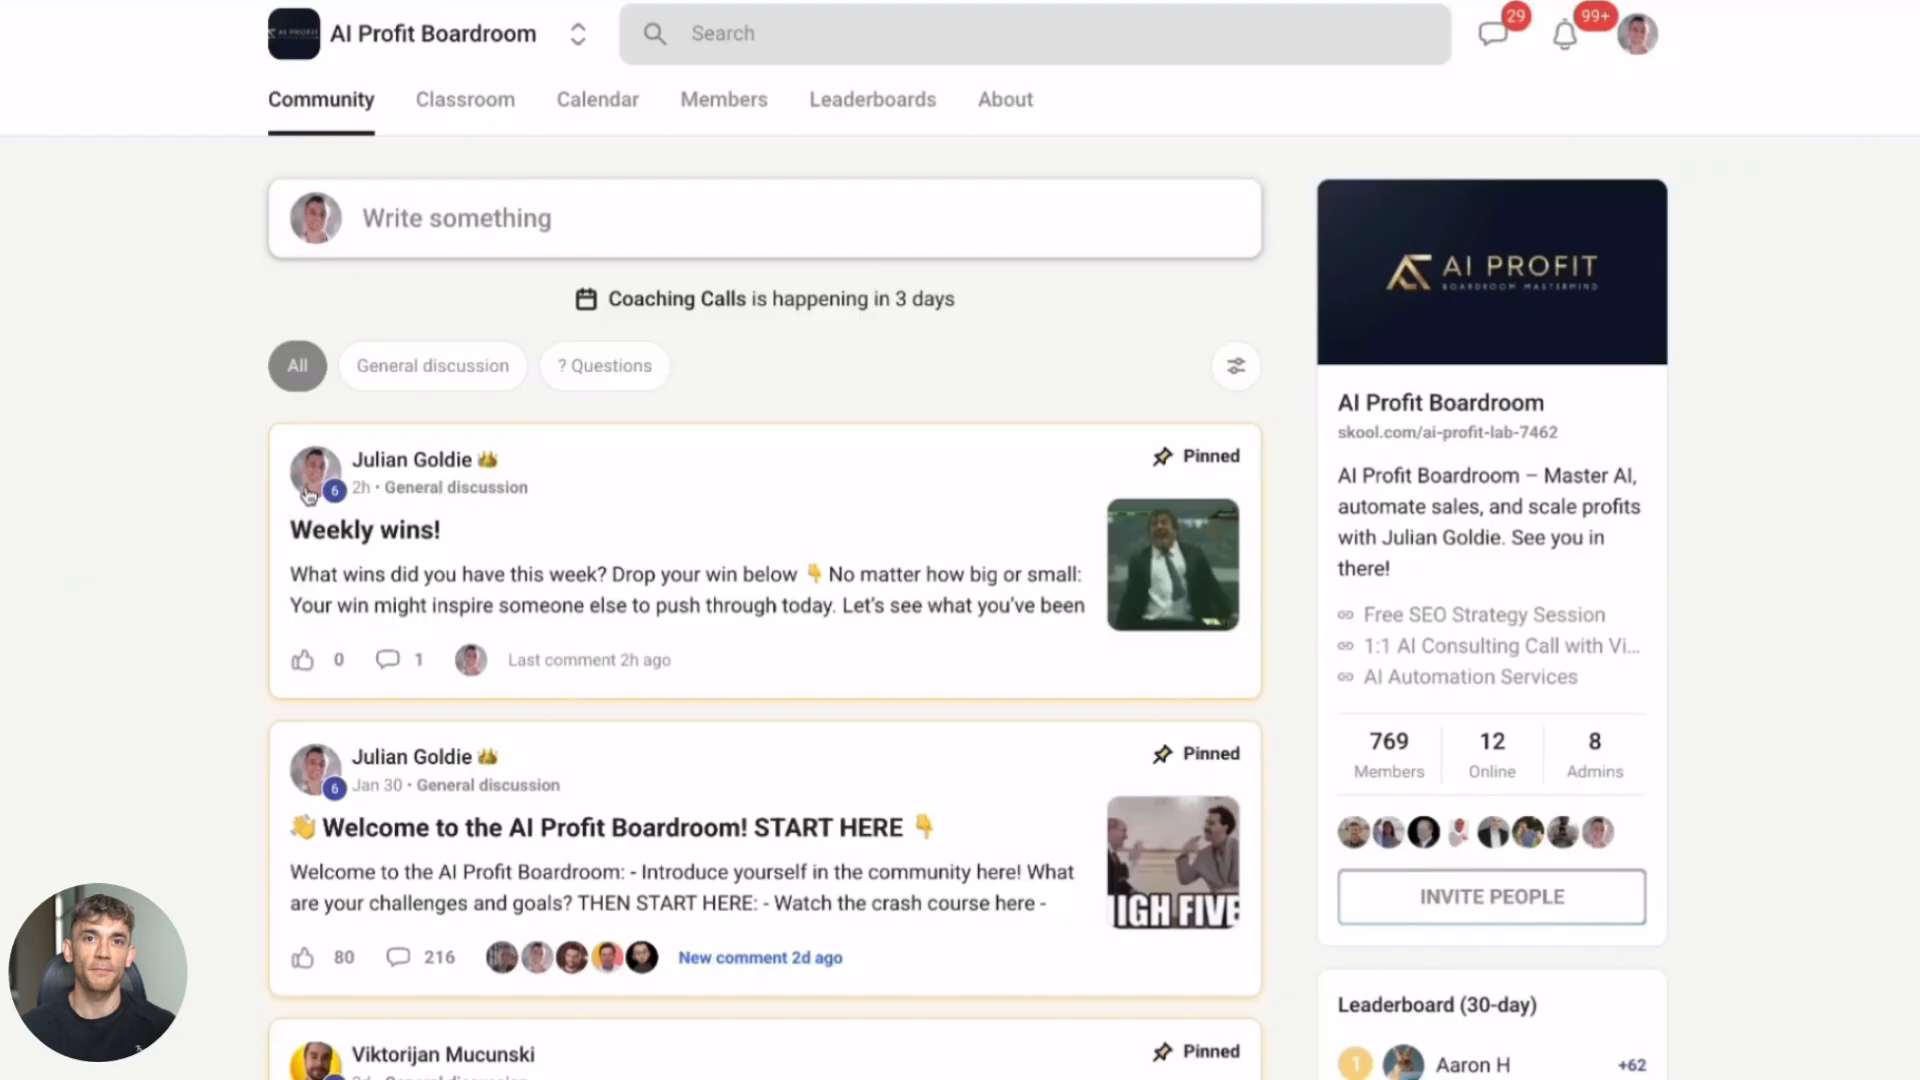 AI PROFIT
AI Profit Boardroom
Search
29
99+
Community
Classroom
Calendar
Members
Leaderboards
About
Write something
Coaching Calls is happening in 3 days
All
General discussion
? Questions
Julian Goldie
6
2h • General discussion
Pinned
Weekly wins!
What wins did you have this week? Drop your win below 👇 No matter how big or small:
Your win might inspire someone else to push through today. Let's see what you've been
0
1
Last comment 2h ago
Julian Goldie
6
Jan 30 • General discussion
Pinned
👋 Welcome to the AI Profit Boardroom! START HERE 👇
Welcome to the AI Profit Boardroom: - Introduce yourself in the community here! What
are your challenges and goals? THEN START HERE: - Watch the crash course here -
HIGH FIVE
80
216
New comment 2d ago
Viktorijan Mucunski
Pinned
AI PROFIT
BOARDROOM MASTERMIND
AI Profit Boardroom
skool.com/ai-profit-lab-7462
AI Profit Boardroom – Master AI,
automate sales, and scale profits
with Julian Goldie. See you in
there!
Free SEO Strategy Session
1:1 AI Consulting Call with Vi...
AI Automation Services
769
Members
12
Online
8
Admins
INVITE PEOPLE
Leaderboard (30-day)
1
Aaron H
+62